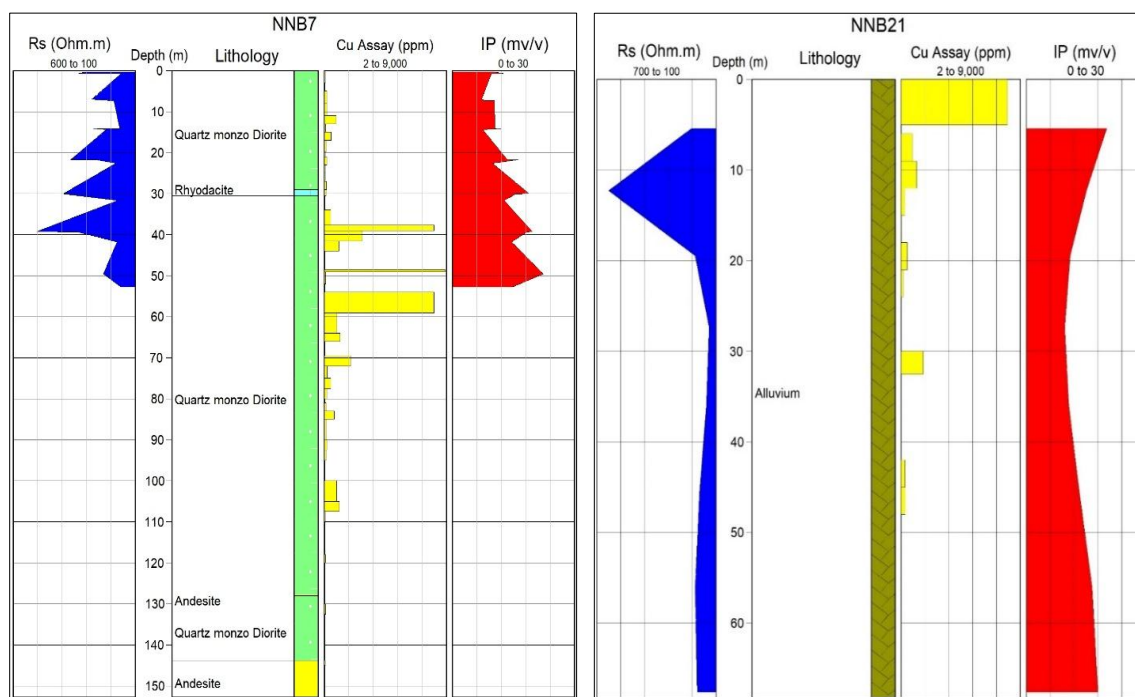 NNB7
Rs (Ohm.m) Depth (m) Lithology Cu Assay (ppm) IP (mv/v)
600 to 100 2 to 9,000 0 to 30
0
10
Quartz monzo Diorite
20
Rhyodacite
30
40
50
60
70
Quartz monzo Diorite
80
90
100
110
120
Andesite
130
Quartz monzo Diorite
140
Andesite
150
NNB21
Rs (Ohm.m) Depth (m) Lithology Cu Assay (ppm) IP (mv/v)
700 to 100 2 to 9,000 0 to 30
0
10
20
30
Alluvium
40
50
60